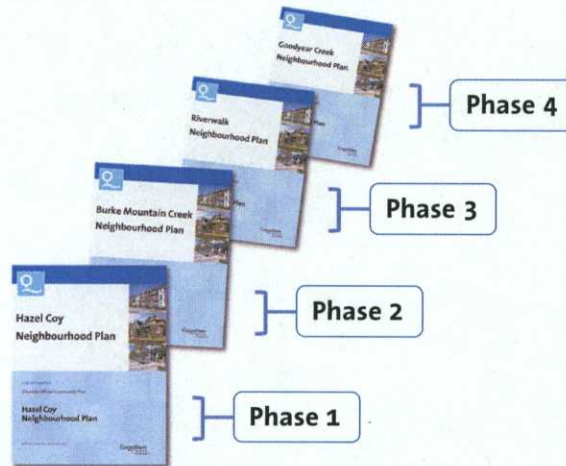 Goodyear Creek
Neighbourhood Plan
Phase 4
Riverwalk
Neighbourhood Plan
Phase 3
Burke Mountain Creek
Neighbourhood Plan
Phase 2
Hazel Coy
Neighbourhood Plan
Hazel Coy
Neighbourhood Plan
Coquitlam
Phase 1